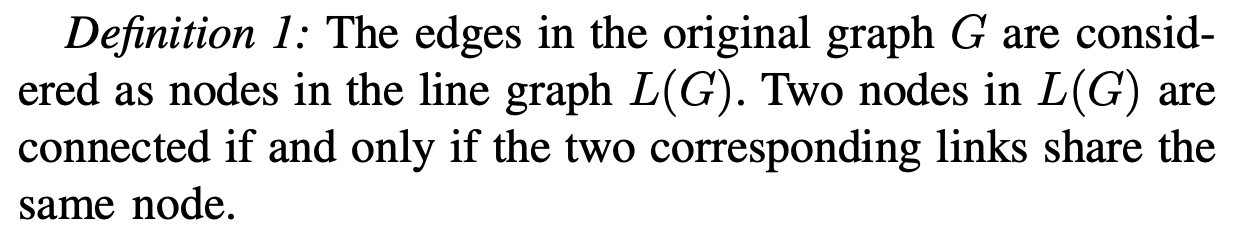 Definition 1: The edges in the original graph G are consid-
ered as nodes in the line graph L(G). Two nodes in L(G) are
connected if and only if the two corresponding links share the
same node.